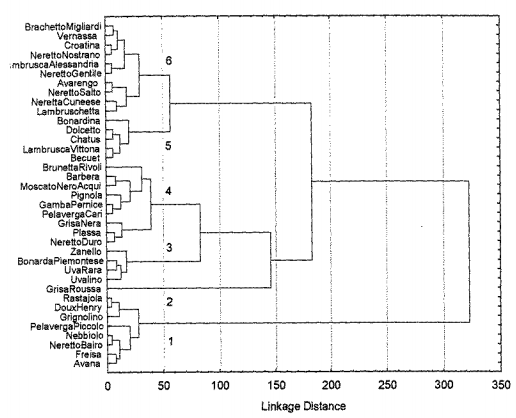 BrachettoMigliardi
Vernassa
Croatina
NerettoNostrano
mbruscaAlessandria
NerettoGentile
Avarengo
NerettoSalto
NerettaCuneese
Lambruschetta
Bonardina
Dolcetto
Chatus
LambruscaVittona
Becuet
BrunettaRivoli
Barbera
MoscatoNeroAcqui
Pignola
GambaPernice
PelavergaCari
GrisaNera
Plassa
NerettoDuro
Zanello
BonardaPiemontese
UvaRara
Uvalino
GrisaRoussa
Rastajola
DouxHenry
Grignolino
PelavergaPiccolo
Nebbiolo
NerettoBairo
Freisa
Avana
6
5
4
3
2
1
0 50 100 150 200 250 300 350
Linkage Distance